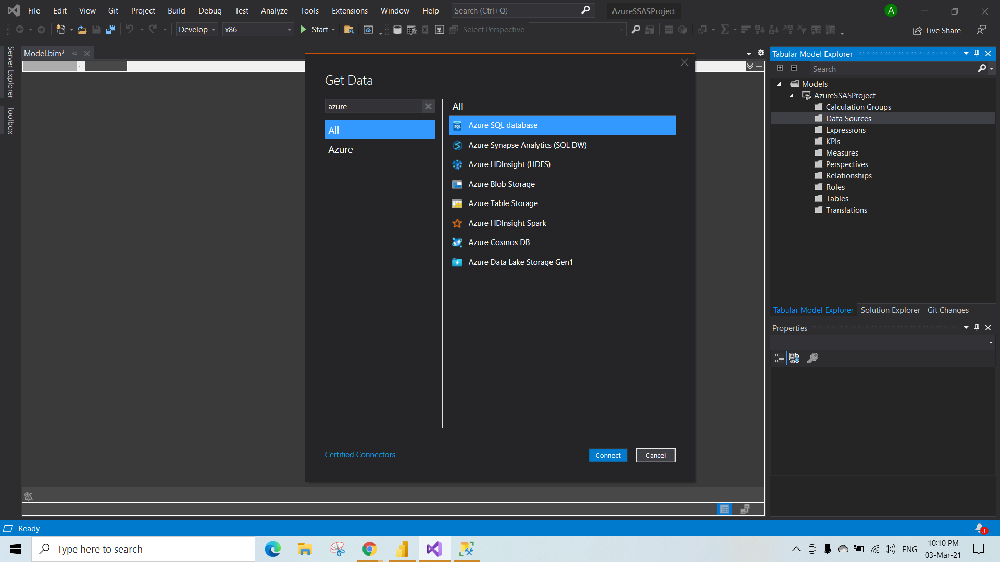 File Edit View Git Project Build Debug Test Analyze Tools Extensions Window Help Search (Ctrl+Q) AzureSSASProject A
Develop x86 Start Select Perspective Live Share
Server Explorer
Toolbox
Model.bim*
Get Data
azure
All
Azure
All
Azure SQL database
Azure Synapse Analytics (SQL DW)
Azure HDInsight (HDFS)
Azure Blob Storage
Azure Table Storage
Azure HDInsight Spark
Azure Cosmos DB
Azure Data Lake Storage Gen1
Certified Connectors
Connect Cancel
Tabular Model Explorer
Search
Models
AzureSSASProject
Calculation Groups
Data Sources
Expressions
KPIs
Measures
Perspectives
Relationships
Roles
Tables
Translations
Tabular Model Explorer Solution Explorer Git Changes
Properties
Ready
3
Type here to search
ENG
10:10 PM
03-Mar-21